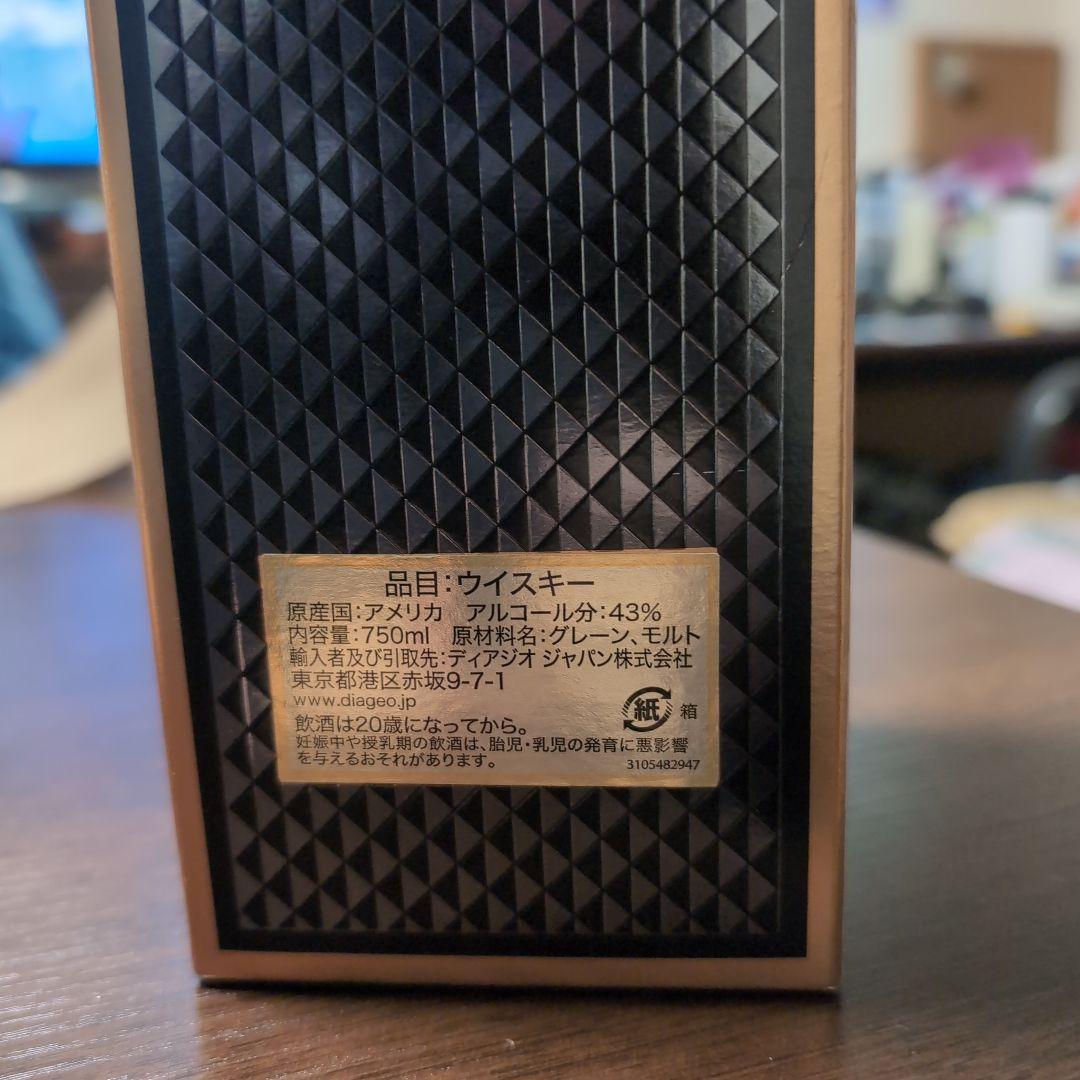 品目:ウイスキー
原産国:アメリカ　アルコール分:43%
内容量:750ml　原材料名:グレーン、モルト
輸入者及び引取先:ディアジオ ジャパン株式会社
東京都港区赤坂9-7-1
www.diageo.jp
紙 箱
飲酒は20歳になってから。
妊娠中や授乳期の飲酒は、胎児・乳児の発育に悪影響
を与えるおそれがあります。
3105482947